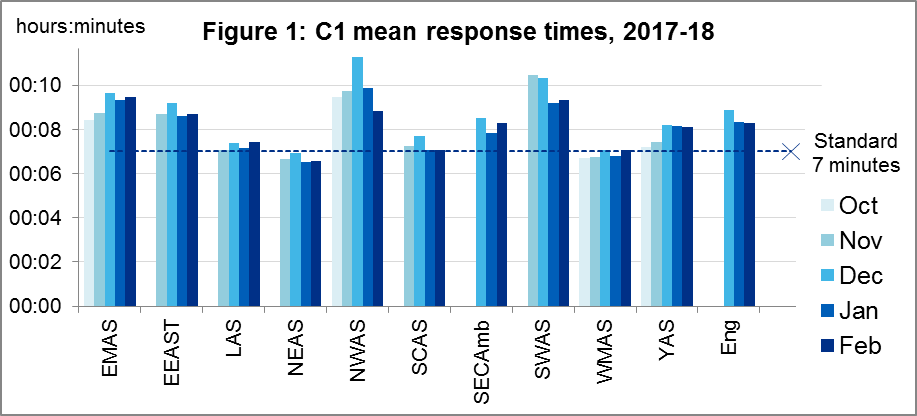 hours:minutes
Figure 1: C1 mean response times, 2017-18
00:10
00:08
00:06
00:04
00:02
00:00
Standard
7 minutes
Oct
Nov
Dec
Jan
Feb
EMAS
EEAST
LAS
NEAS
NWAS
SCAS
SECAmb
SWAS
WMAS
YAS
Eng